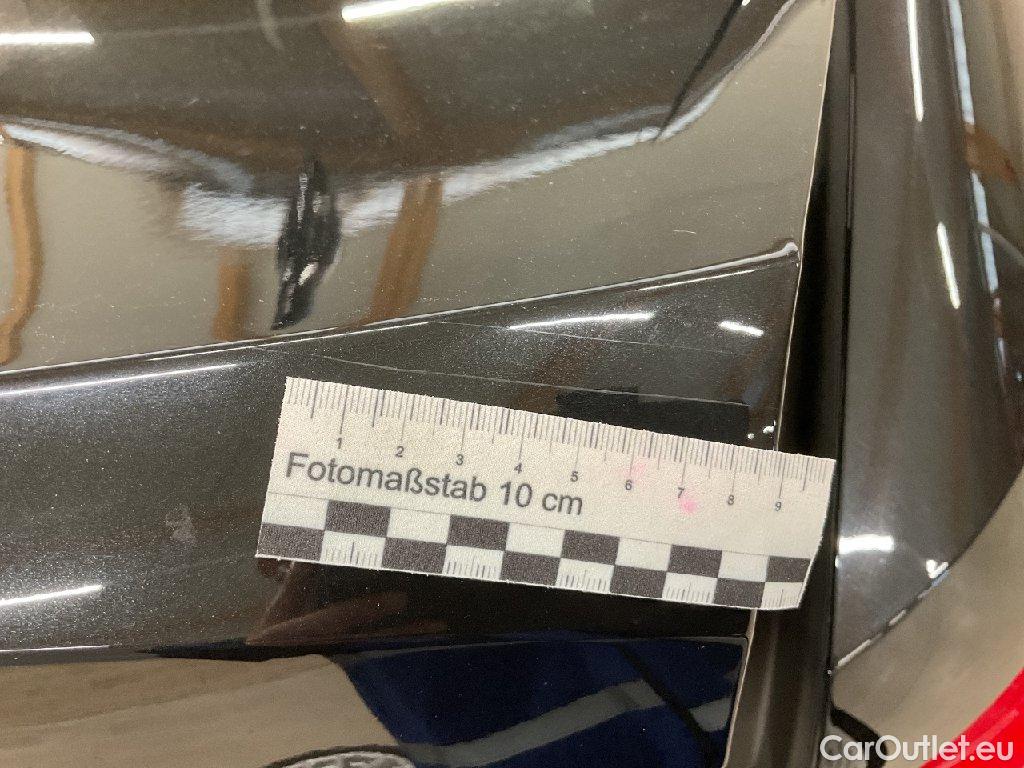 1 2 3 4 5 6 7 8 9
Fotomaßstab 10 cm
CarOutlet.eu